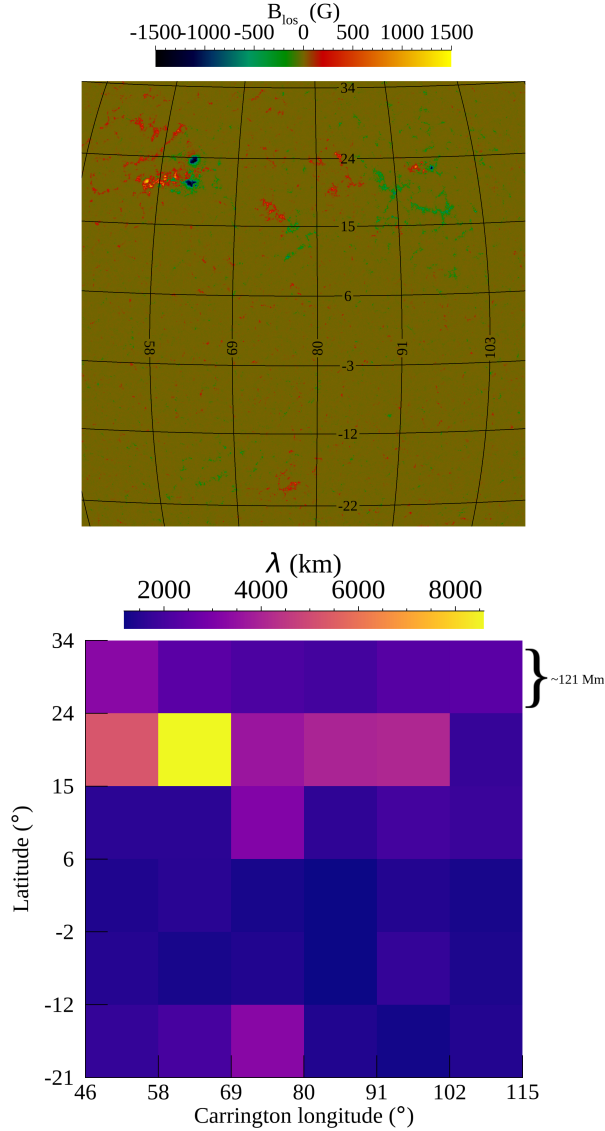 B_los (G)
-1500 -1000 -500 0 500 1000 1500
34
24
15
6
58 69 80 91 103
-3
-12
-22
λ (km)
2000 4000 6000 8000
34
}~121 Mm
24
15
6
-2
-12
-21
Latitude (°)
46 58 69 80 91 102 115
Carrington longitude (°)